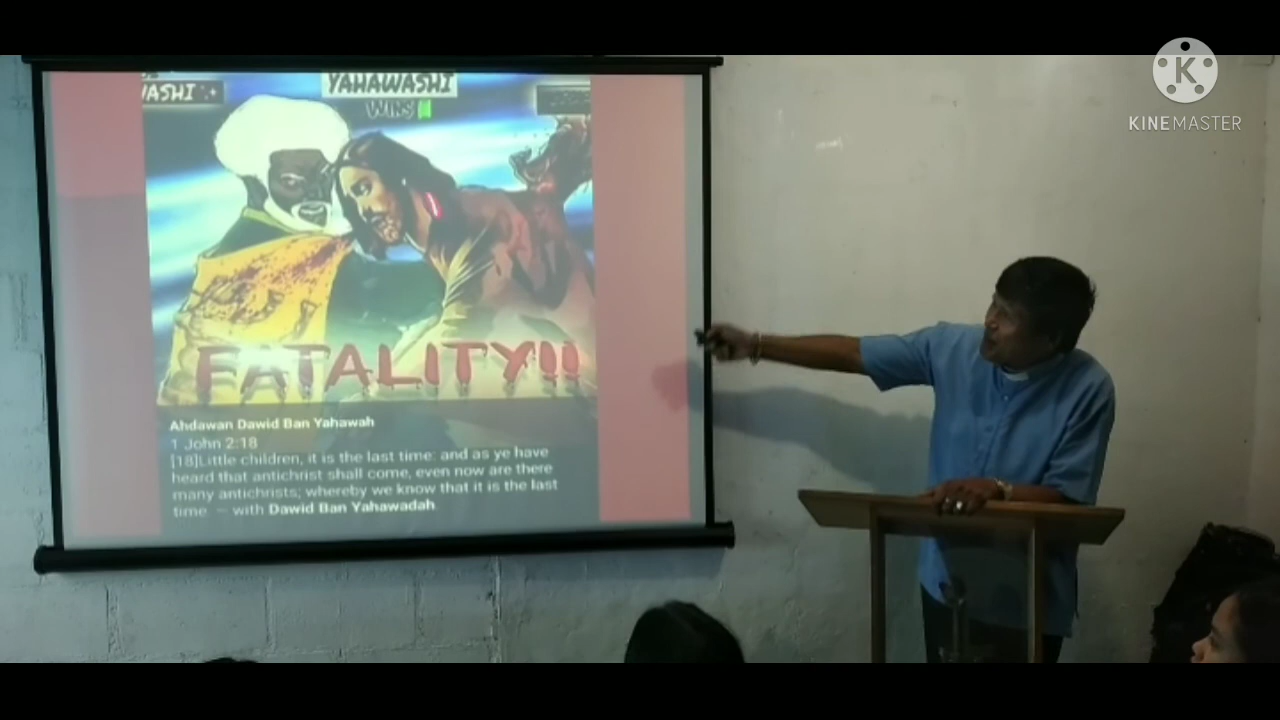 YAHAWASHI
WASHI
WINS
FATALITY!!
Ahdawan Dawid Ban Yahawah
1 John 2:18
[18]Little children, it is the last time: and as ye have
heard that antichrist shall come, even now are there
many antichrists; whereby we know that it is the last
time — with Dawid Ban Yahawadah.
K
KINEMASTER